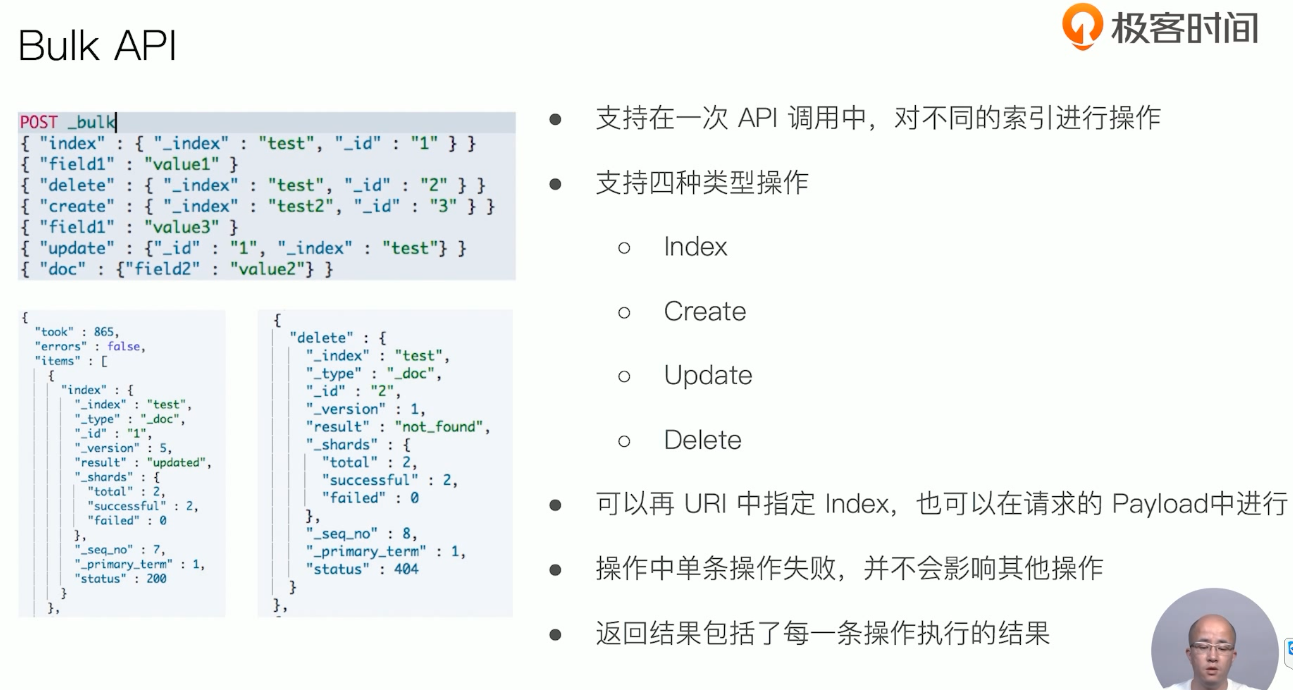 Bulk API
极客时间
POST _bulk
{ "index" : { "_index" : "test", "_id" : "1" } }
{ "field1" : "value1" }
{ "delete" : { "_index" : "test", "_id" : "2" } }
{ "create" : { "_index" : "test2", "_id" : "3" } }
{ "field1" : "value3" }
{ "update" : {"_id" : "1", "_index" : "test"} }
{ "doc" : {"field2" : "value2"} }
{
"took" : 865,
"errors" : false,
"items" : [
{
"index" : {
"_index" : "test",
"_type" : "_doc",
"_id" : "1",
"_version" : 5,
"result" : "updated",
"_shards" : {
"total" : 2,
"successful" : 2,
"failed" : 0
},
"_seq_no" : 7,
"_primary_term" : 1,
"status" : 200
}
},
{
"delete" : {
"_index" : "test",
"_type" : "_doc",
"_id" : "2",
"_version" : 1,
"result" : "not_found",
"_shards" : {
"total" : 2,
"successful" : 2,
"failed" : 0
},
"_seq_no" : 8,
"_primary_term" : 1,
"status" : 404
}
},
● 支持在一次 API 调用中，对不同的索引进行操作
● 支持四种类型操作
○ Index
○ Create
○ Update
○ Delete
● 可以再 URI 中指定 Index，也可以在请求的 Payload中进行
● 操作中单条操作失败，并不会影响其他操作
● 返回结果包括了每一条操作执行的结果